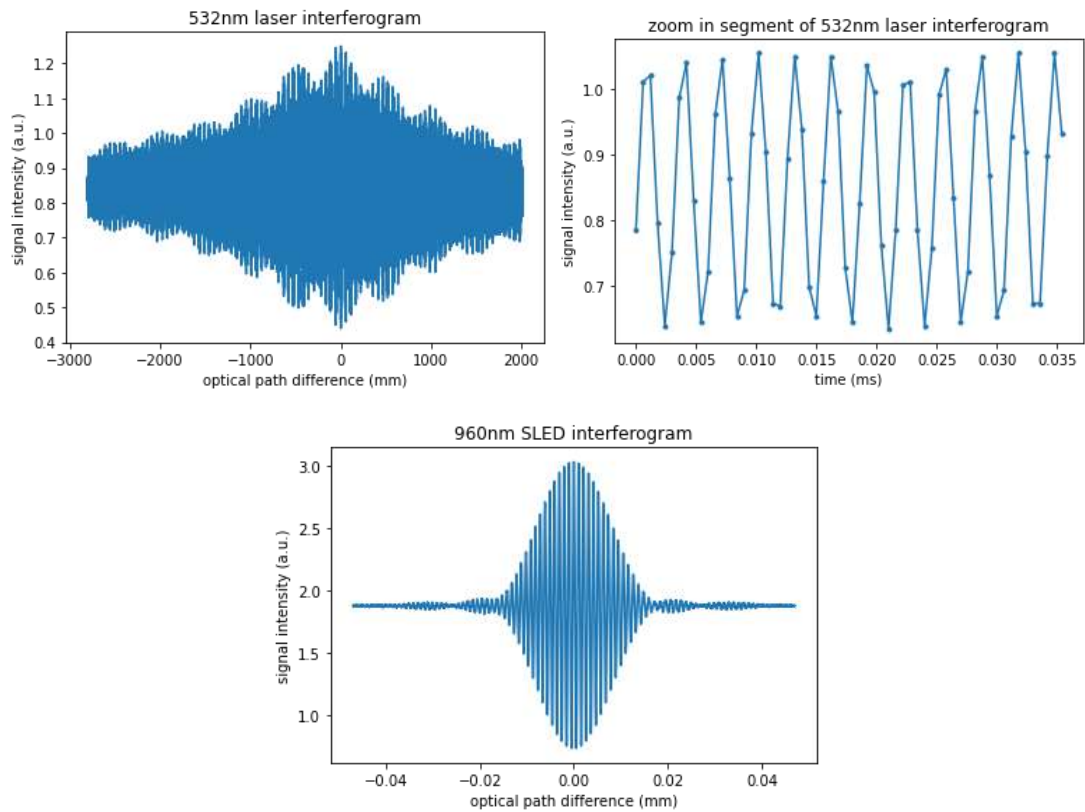 532nm laser interferogram
signal intensity (a.u.)
1.2
1.1
1.0
0.9
0.8
0.7
0.6
0.5
0.4
−3000 −2000 −1000 0 1000 2000
optical path difference (mm)
zoom in segment of 532nm laser interferogram
signal intensity (a.u.)
1.0
0.9
0.8
0.7
0.000 0.005 0.010 0.015 0.020 0.025 0.030 0.035
time (ms)
960nm SLED interferogram
signal intensity (a.u.)
3.0
2.5
2.0
1.5
1.0
−0.04 −0.02 0.00 0.02 0.04
optical path difference (mm)